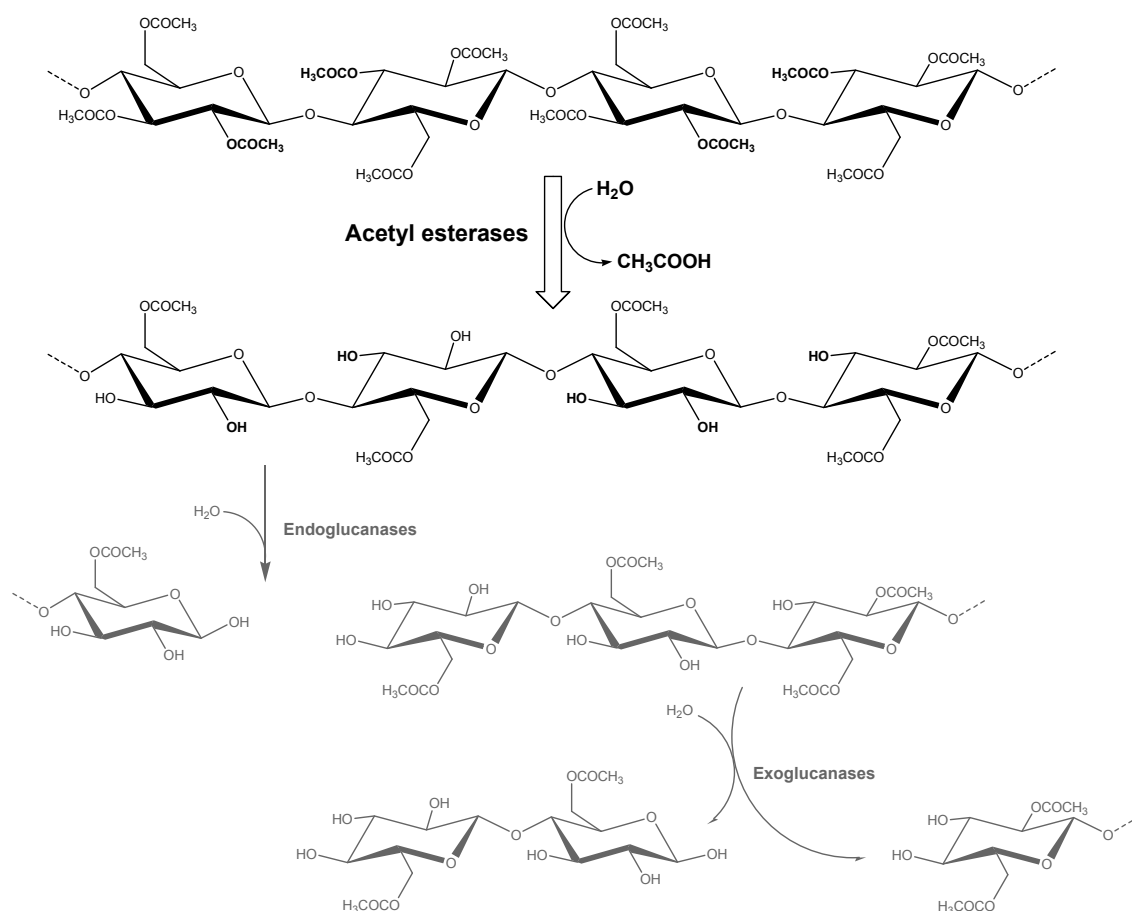 OCOCH₃ OCOCH₃ OCOCH₃ OCOCH₃
O H₃COCO O H₃COCO
O O O O
H₃COCO O O H₃COCO O O
OCOCH₃ H₃COCO OCOCH₃ H₃COCO
H₂O
Acetyl esterases
CH₃COOH
OCOCH₃ OH OCOCH₃ OCOCH₃
O HO O HO
O O O
HO O O HO O O
OH H₃COCO OH H₃COCO
H₂O Endoglucanases
OCOCH₃ OCOCH₃
OH OCOCH₃
O HO O HO
O O O
HO OH HO HO O O
OH O OH
H₃COCO H₃COCO
H₂O
Exoglucanases
OCOCH₃
OH OCOCH₃
HO O O HO O
HO O HO OH HO O
OH
H₃COCO H₃COCO